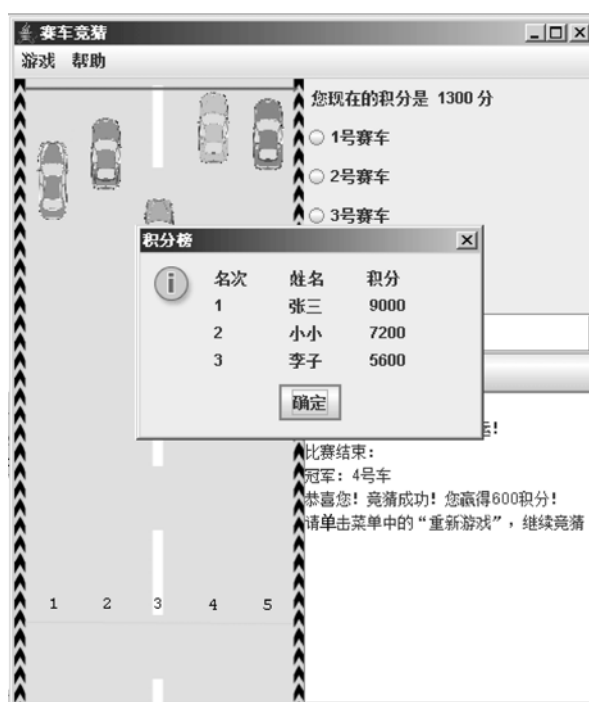 赛车竞猜
游戏 帮助
您现在的积分是 1300 分
1号赛车
2号赛车
3号赛车
积分榜
名次 姓名 积分
1 张三 9000
2 小小 7200
3 李子 5600
确定
!
比赛结束：
冠军：4号车
恭喜您！竞猜成功！您赢得600积分！
请单击菜单中的“重新游戏”，继续竞猜
1 2 3 4 5